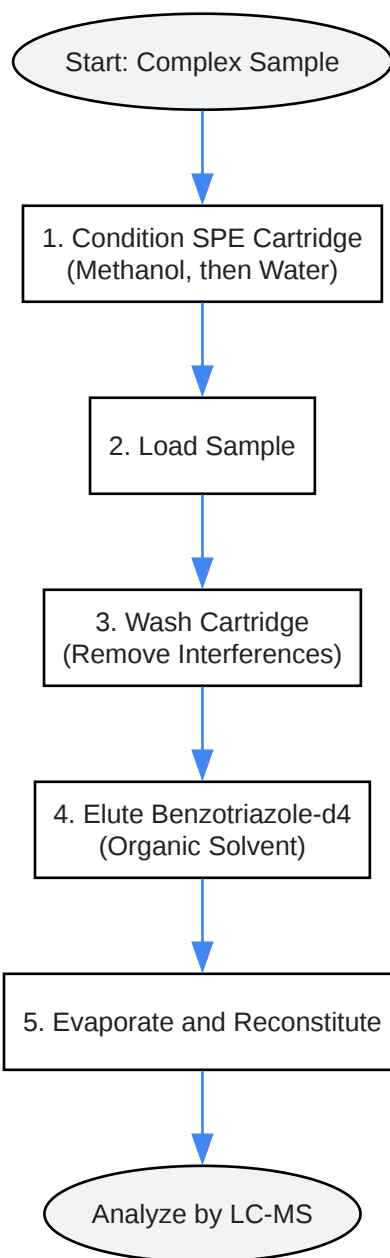 Start: Complex Sample
1. Condition SPE Cartridge
(Methanol, then Water)
2. Load Sample
3. Wash Cartridge
(Remove Interferences)
4. Elute Benzotriazole-d4
(Organic Solvent)
5. Evaporate and Reconstitute
Analyze by LC-MS